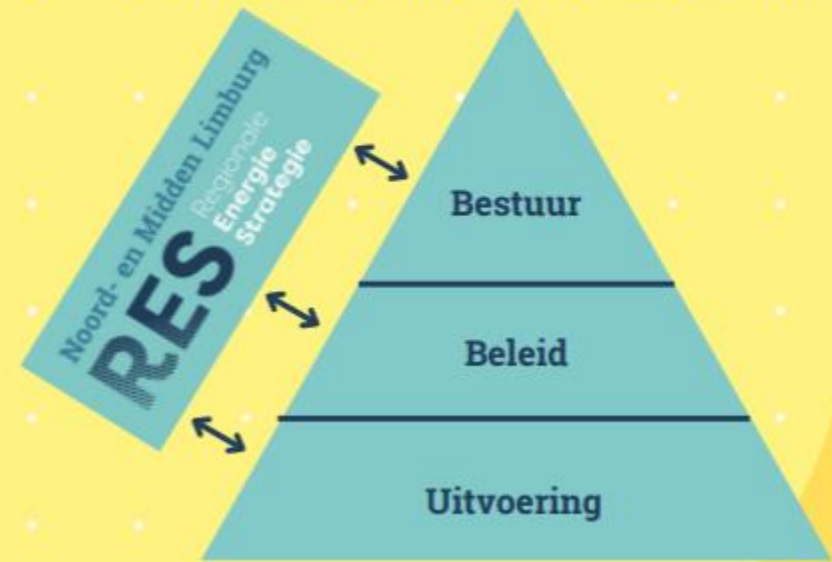 Noord- en Midden Limburg
RES
Regionale
Energie
Strategie
Bestuur
Beleid
Uitvoering